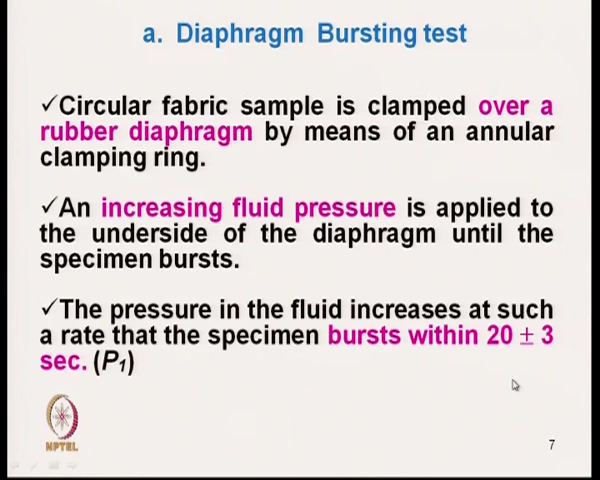 a. Diaphragm Bursting test
✓Circular fabric sample is clamped over a
rubber diaphragm by means of an annular
clamping ring.
✓An increasing fluid pressure is applied to
the underside of the diaphragm until the
specimen bursts.
✓The pressure in the fluid increases at such
a rate that the specimen bursts within 20 ± 3
sec. (P₁)
NPTEL
7